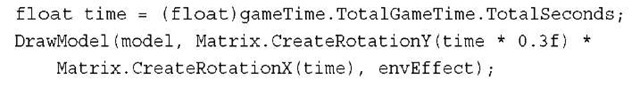 float time = (float)gameTime.TotalGameTime.TotalSeconds;
DrawModel(model, Matrix.CreateRotationY(time * 0.3f) *
Matrix.CreateRotationX(time), envEffect);